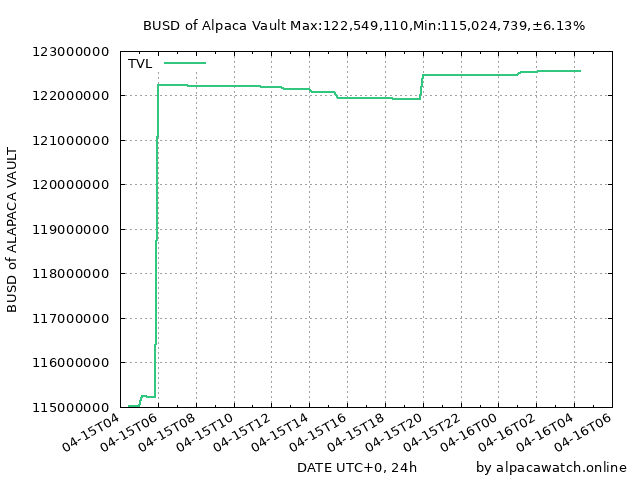 BUSD of Alpaca Vault Max:122,549,110,Min:115,024,739,±6.13%
TVL
123000000
122000000
121000000
120000000
119000000
118000000
117000000
116000000
115000000
BUSD of ALAPACA VAULT
04-15T04
04-15T06
04-15T08
04-15T10
04-15T12
04-15T14
04-15T16
04-15T18
04-15T20
04-15T22
04-16T00
04-16T02
04-16T04
04-16T06
DATE UTC+0, 24h
by alpacawatch.online